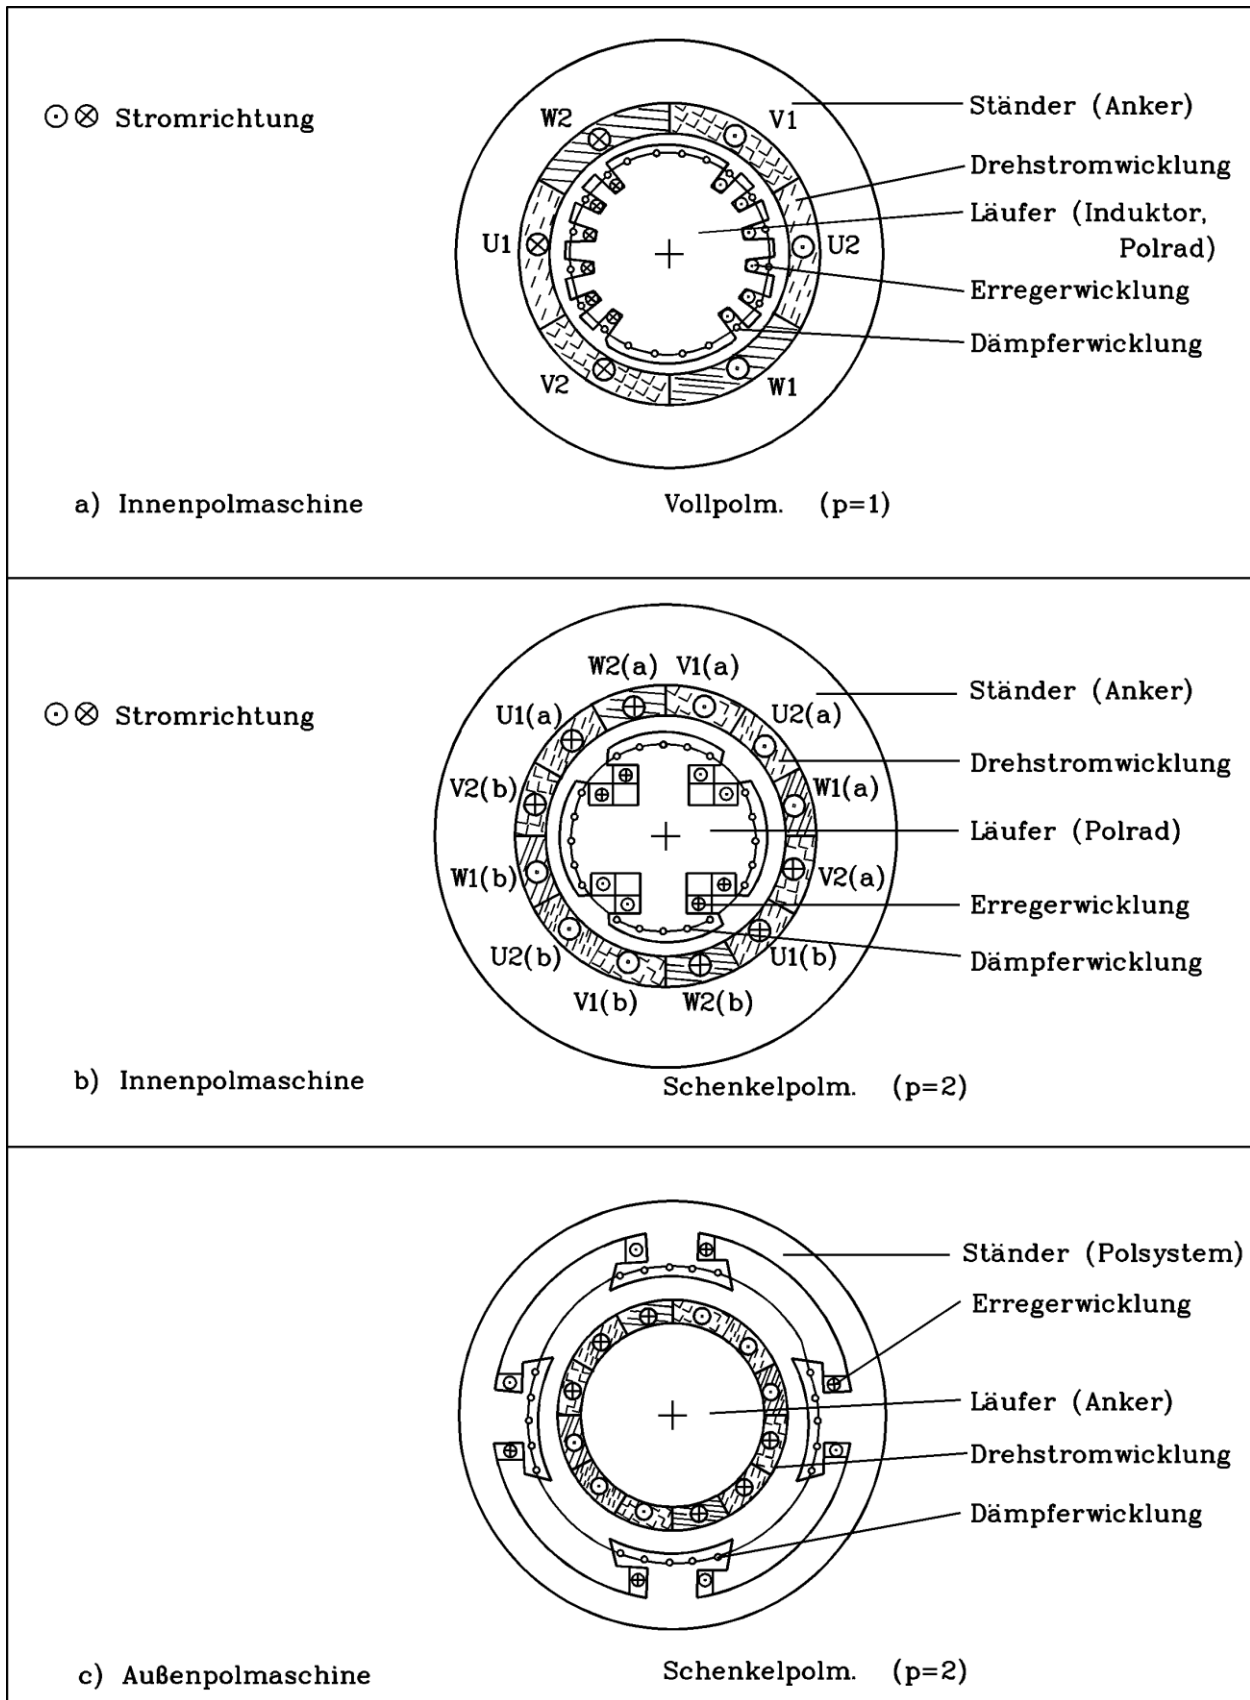 ⊙⊗ Stromrichtung
W2
V1
U1
U2
V2
W1
Ständer (Anker)
Drehstromwicklung
Läufer (Induktor,
Polrad)
Erregerwicklung
Dämpferwicklung
a) Innenpolmaschine
Vollpolm. (p=1)
⊙⊗ Stromrichtung
W2(a)
V1(a)
U1(a)
U2(a)
V2(b)
W1(a)
W1(b)
V2(a)
U2(b)
U1(b)
V1(b)
W2(b)
Ständer (Anker)
Drehstromwicklung
Läufer (Polrad)
Erregerwicklung
Dämpferwicklung
b) Innenpolmaschine
Schenkelpolm. (p=2)
Ständer (Polsystem)
Erregerwicklung
Läufer (Anker)
Drehstromwicklung
Dämpferwicklung
c) Außenpolmaschine
Schenkelpolm. (p=2)